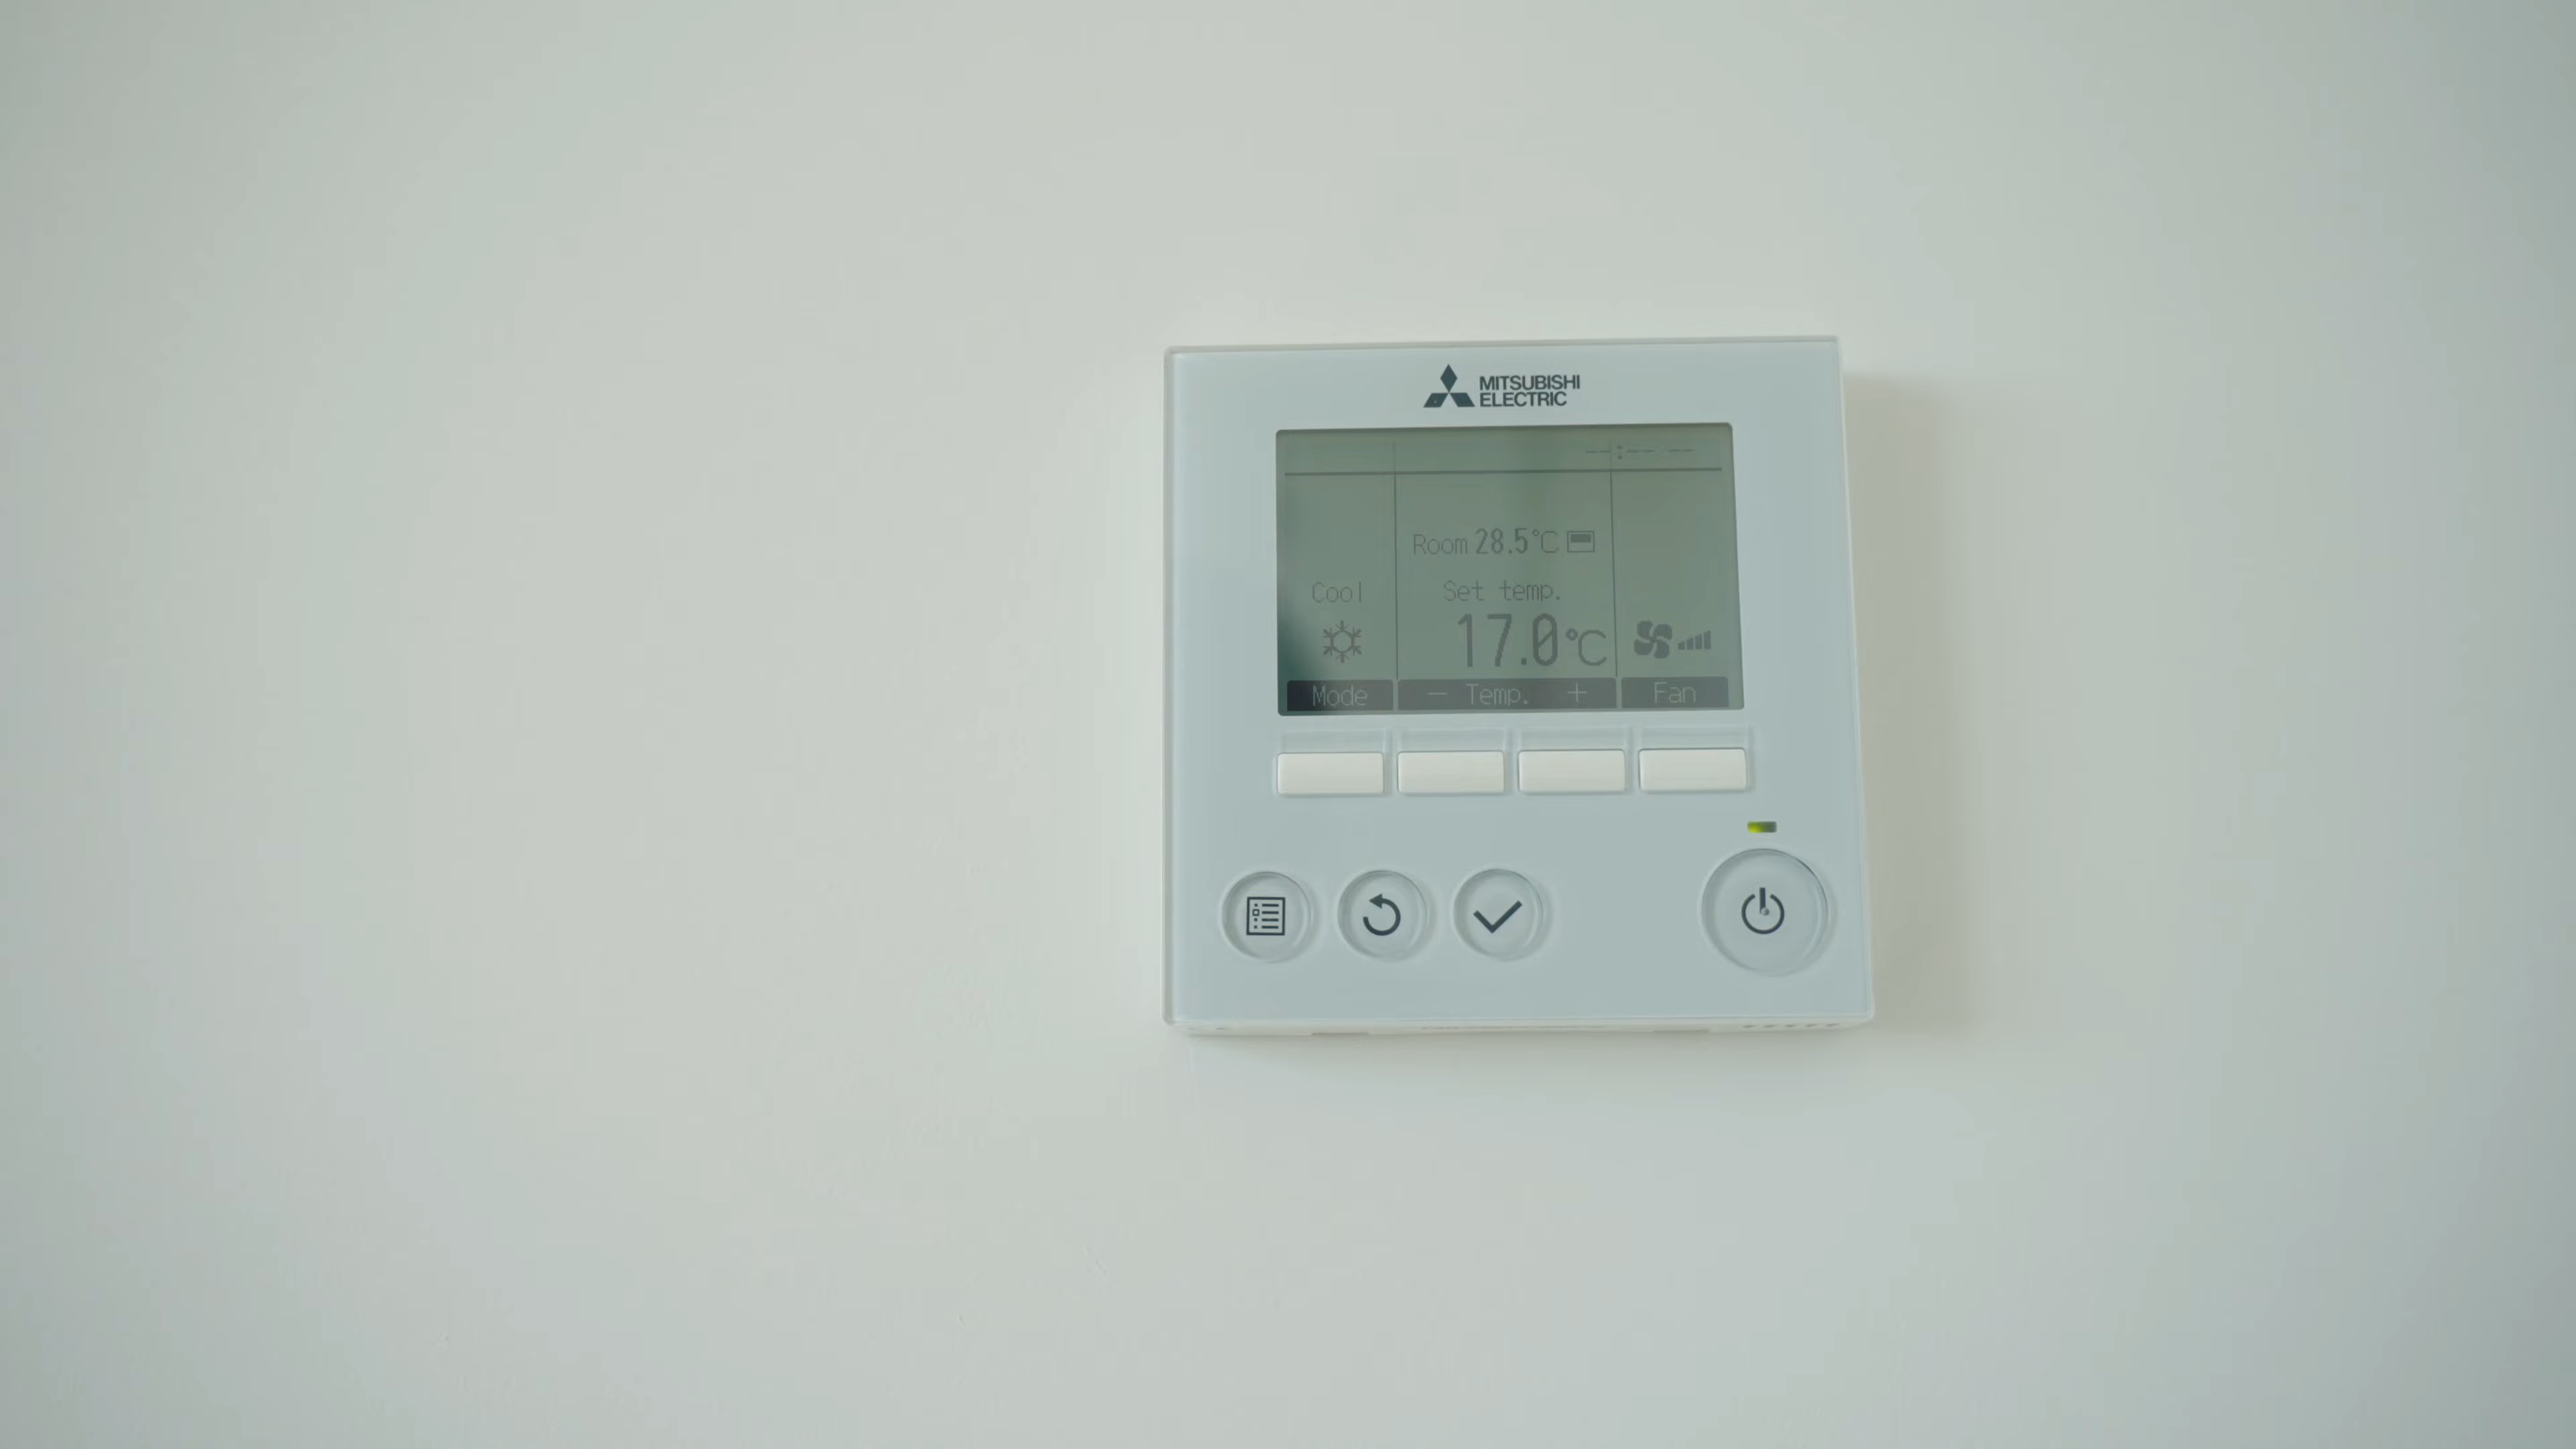 MITSUBISHI
ELECTRIC
--:-- --
Room 28.5°C
Cool
Set temp.
17.0°C
Mode
− Temp. +
Fan